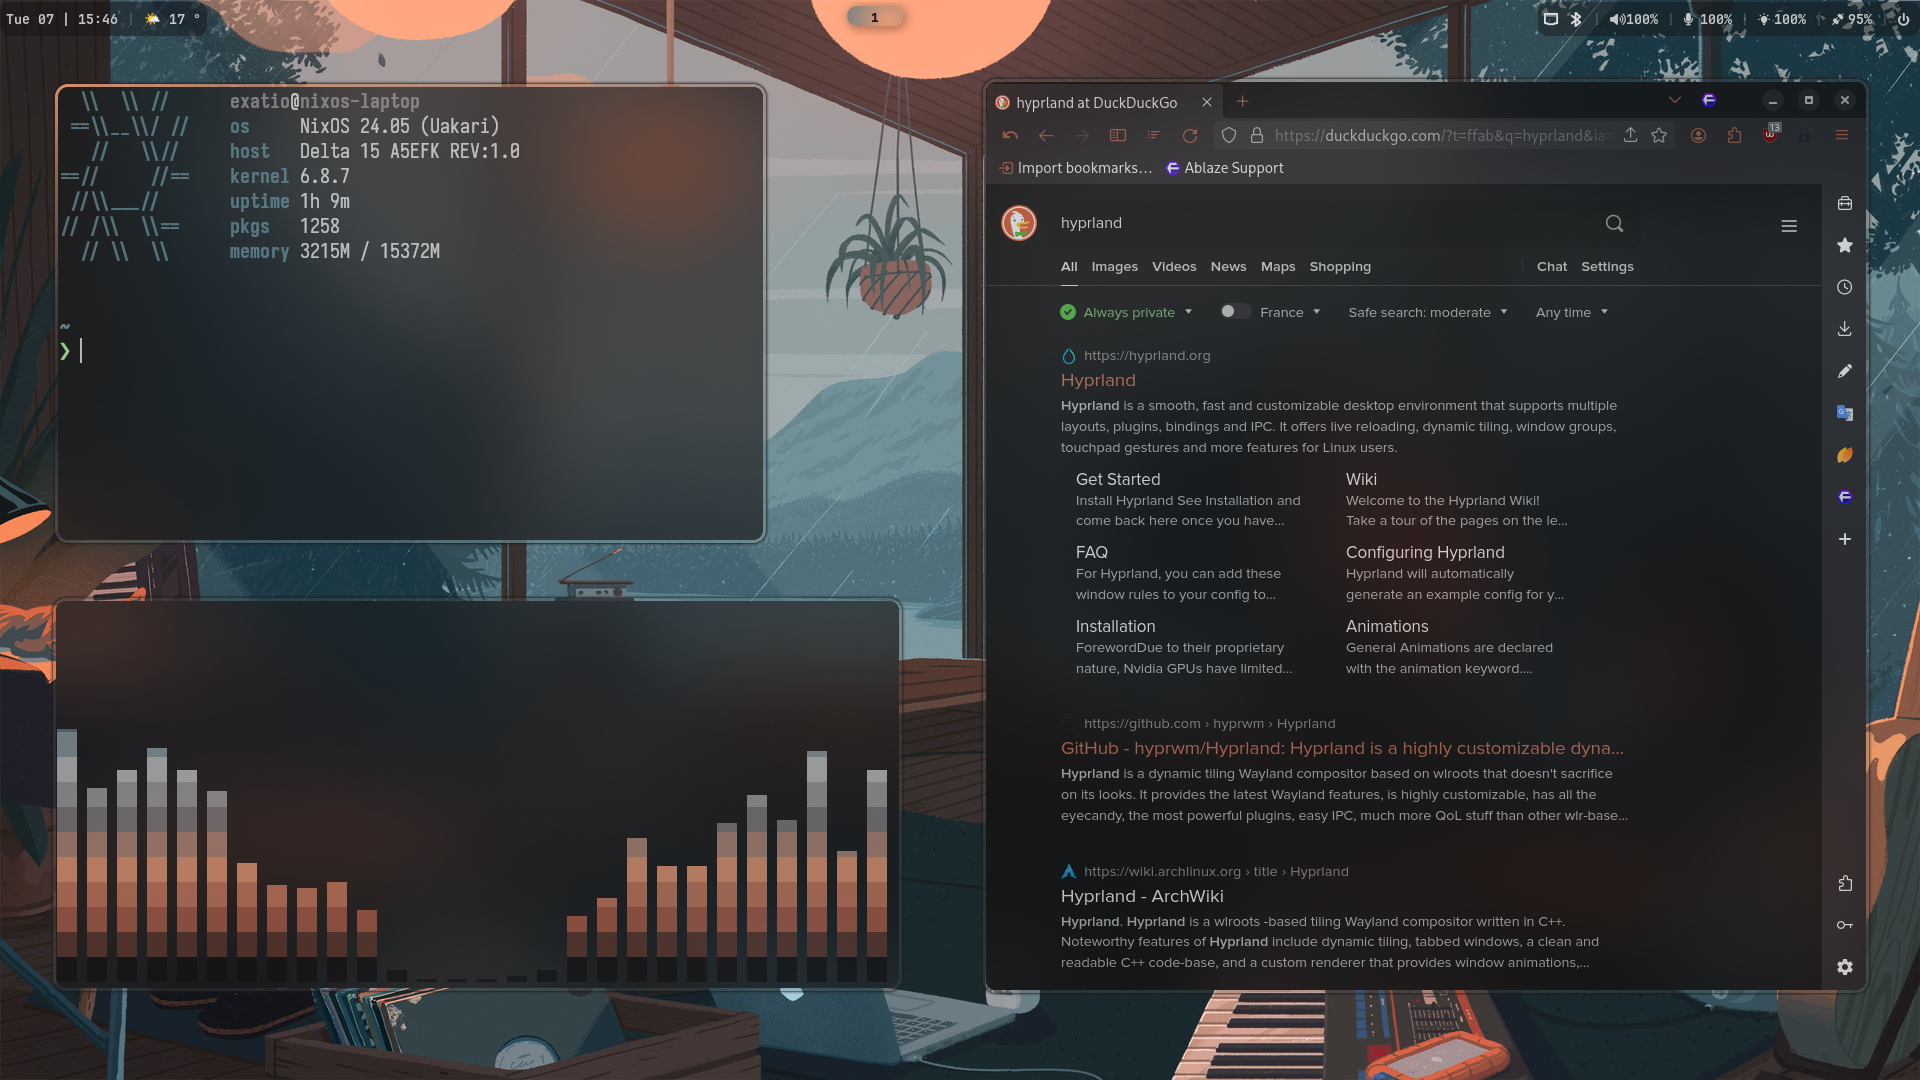 Tue 07 | 15:46 17 °
1
100% 100% 100% 95%
exatio@nixos-laptop
os NixOS 24.05 (Uakari)
host Delta 15 A5EFK REV:1.0
kernel 6.8.7
uptime 1h 9m
pkgs 1258
memory 3215M / 15372M
~
❯
hyprland at DuckDuckGo
https://duckduckgo.com/?t=ffab&q=hyprland&ia=
13
Import bookmarks... Ablaze Support
hyprland
All Images Videos News Maps Shopping Chat Settings
Always private France Safe search: moderate Any time
https://hyprland.org
Hyprland
Hyprland is a smooth, fast and customizable desktop environment that supports multiple
layouts, plugins, bindings and IPC. It offers live reloading, dynamic tiling, window groups,
touchpad gestures and more features for Linux users.
Get Started
Install Hyprland See Installation and
come back here once you have...
Wiki
Welcome to the Hyprland Wiki!
Take a tour of the pages on the le...
FAQ
For Hyprland, you can add these
window rules to your config to...
Configuring Hyprland
Hyprland will automatically
generate an example config for y...
Installation
ForewordDue to their proprietary
nature, Nvidia GPUs have limited...
Animations
General Animations are declared
with the animation keyword....
https://github.com › hyprwm › Hyprland
GitHub - hyprwm/Hyprland: Hyprland is a highly customizable dyna...
Hyprland is a dynamic tiling Wayland compositor based on wlroots that doesn't sacrifice
on its looks. It provides the latest Wayland features, is highly customizable, has all the
eyecandy, the most powerful plugins, easy IPC, much more QoL stuff than other wlr-base...
https://wiki.archlinux.org › title › Hyprland
Hyprland - ArchWiki
Hyprland. Hyprland is a wlroots -based tiling Wayland compositor written in C++.
Noteworthy features of Hyprland include dynamic tiling, tabbed windows, a clean and
readable C++ code-base, and a custom renderer that provides window animations,...